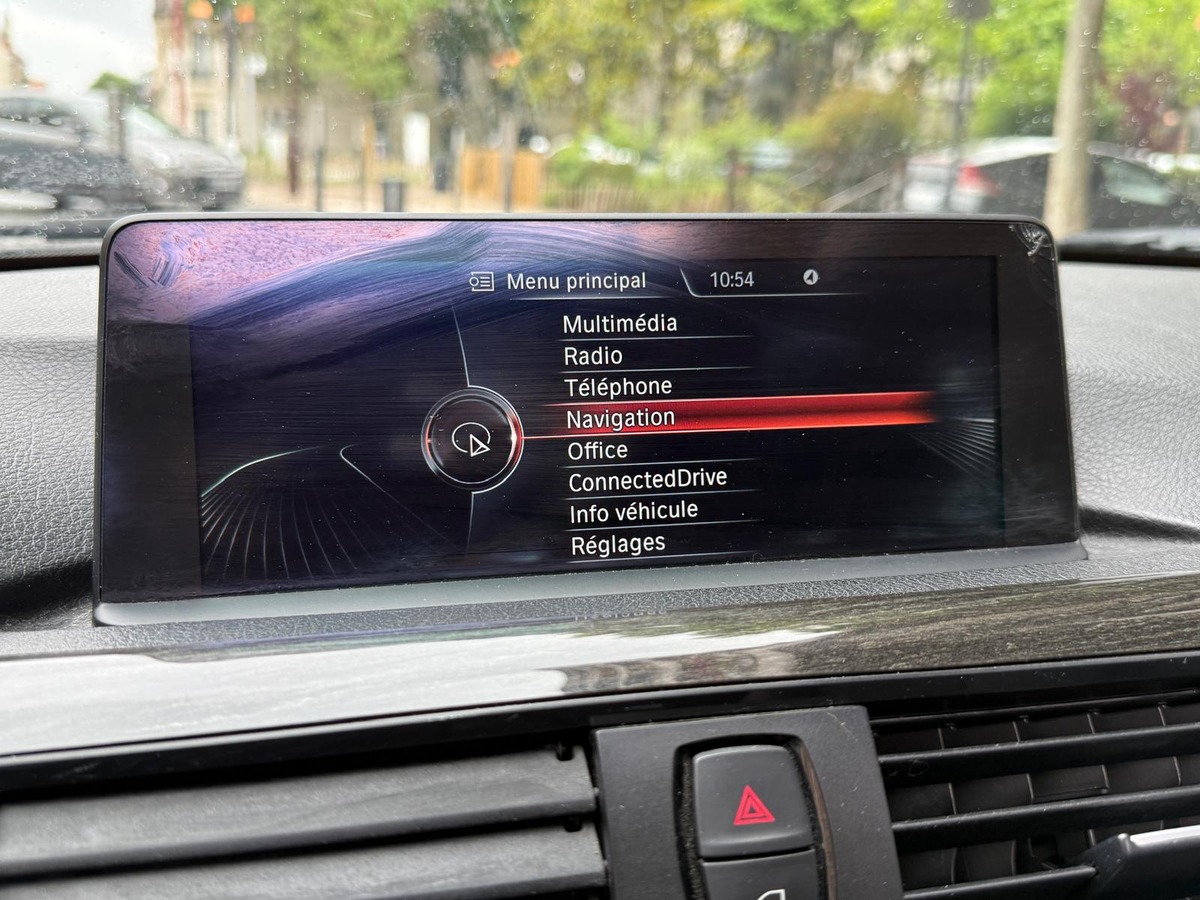 Menu principal 10:54
Multimédia
Radio
Téléphone
Navigation
Office
ConnectedDrive
Info véhicule
Réglages